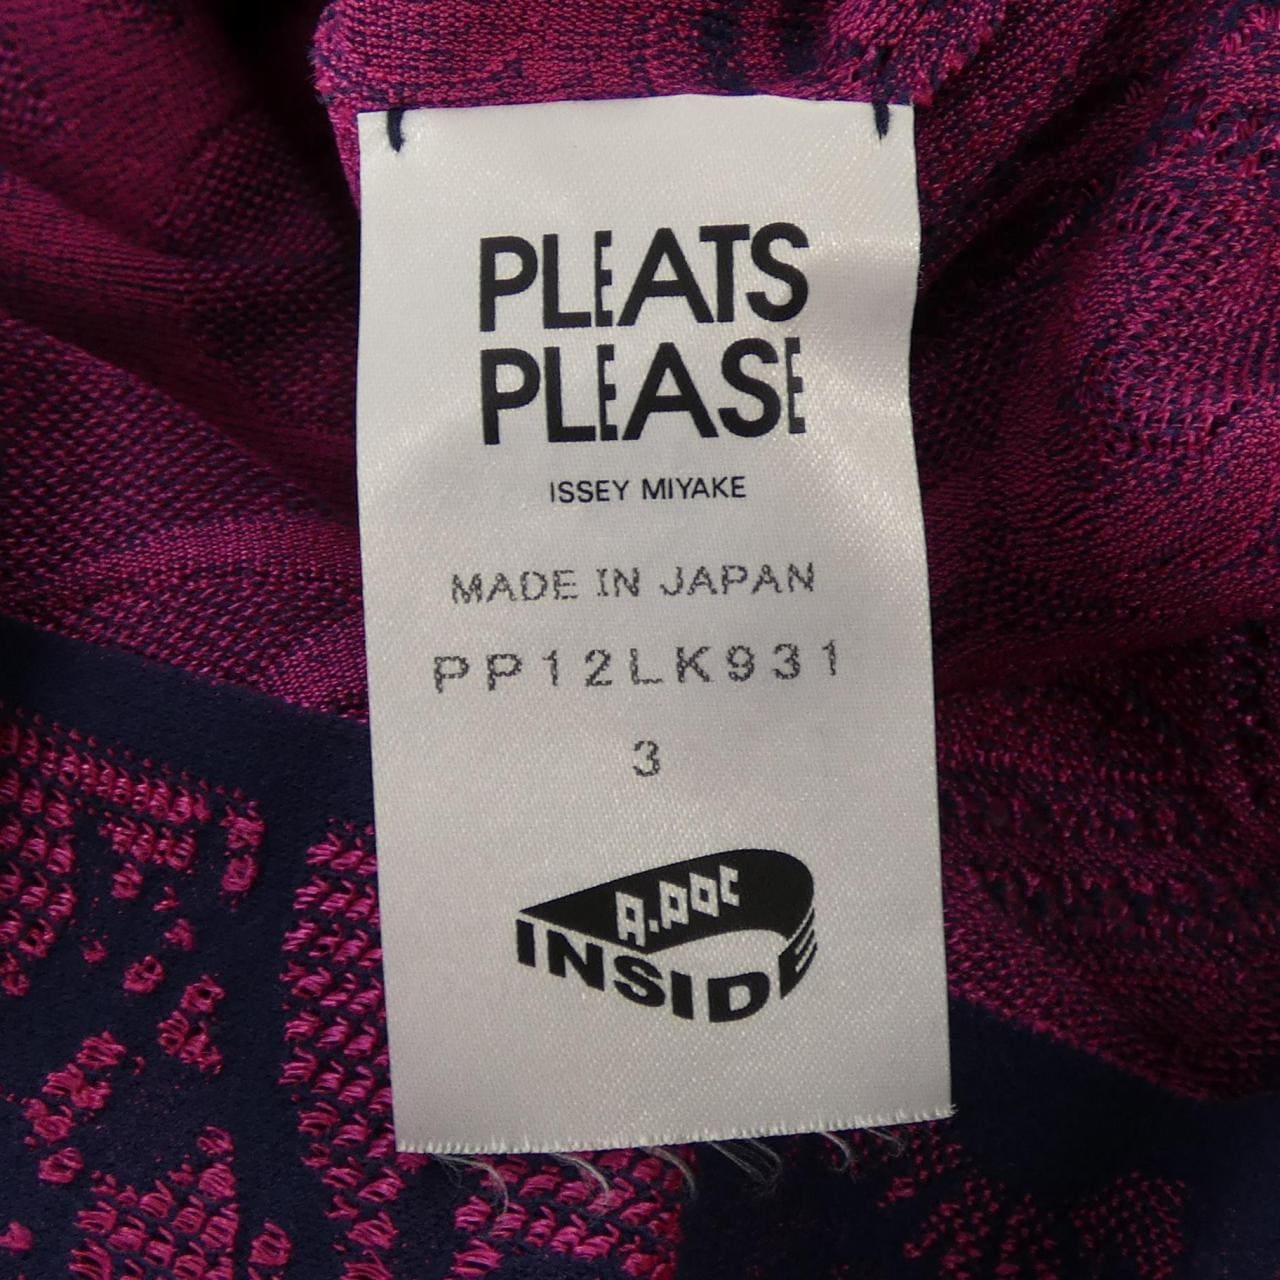 PLEATS
PLEASE
ISSEY MIYAKE
MADE IN JAPAN
PP12LK931
3
A.POC
INSIDE